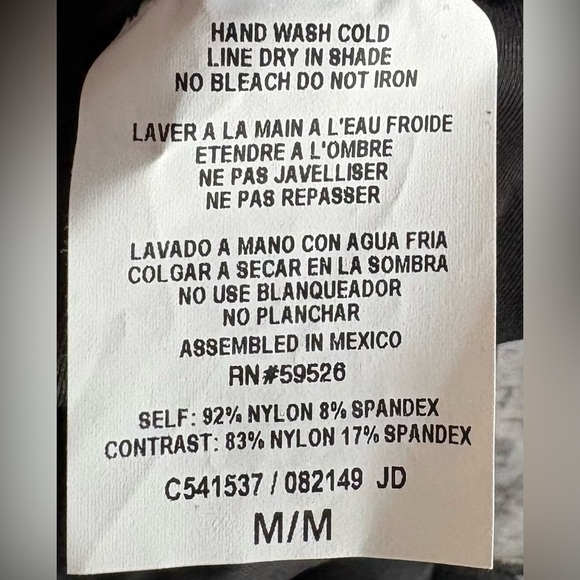 HAND WASH COLD
LINE DRY IN SHADE
NO BLEACH DO NOT IRON
LAVER A LA MAIN A L'EAU FROIDE
ETENDRE A L'OMBRE
NE PAS JAVELLISER
NE PAS REPASSER
LAVADO A MANO CON AGUA FRIA
COLGAR A SECAR EN LA SOMBRA
NO USE BLANQUEADOR
NO PLANCHAR
ASSEMBLED IN MEXICO
RN#59526
SELF: 92% NYLON 8% SPANDEX
CONTRAST: 83% NYLON 17% SPANDEX
C541537 / 082149 JD
M/M